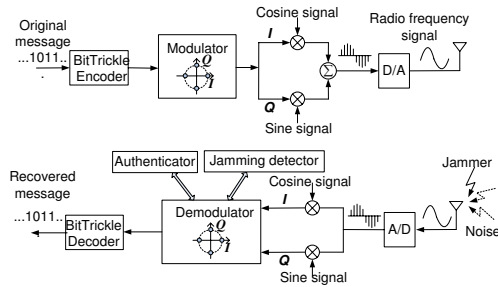 Cosine signal
Original
message
...1011..
.
BitTrickle
Encoder
Modulator
Q
I
I
Q
Σ
Sine signal
D/A
Radio frequency
signal
Authenticator
Jamming detector
Recovered
message
...1011..
BitTrickle
Decoder
Demodulator
Q
I
Cosine signal
I
Q
Sine signal
A/D
Jammer
Noise